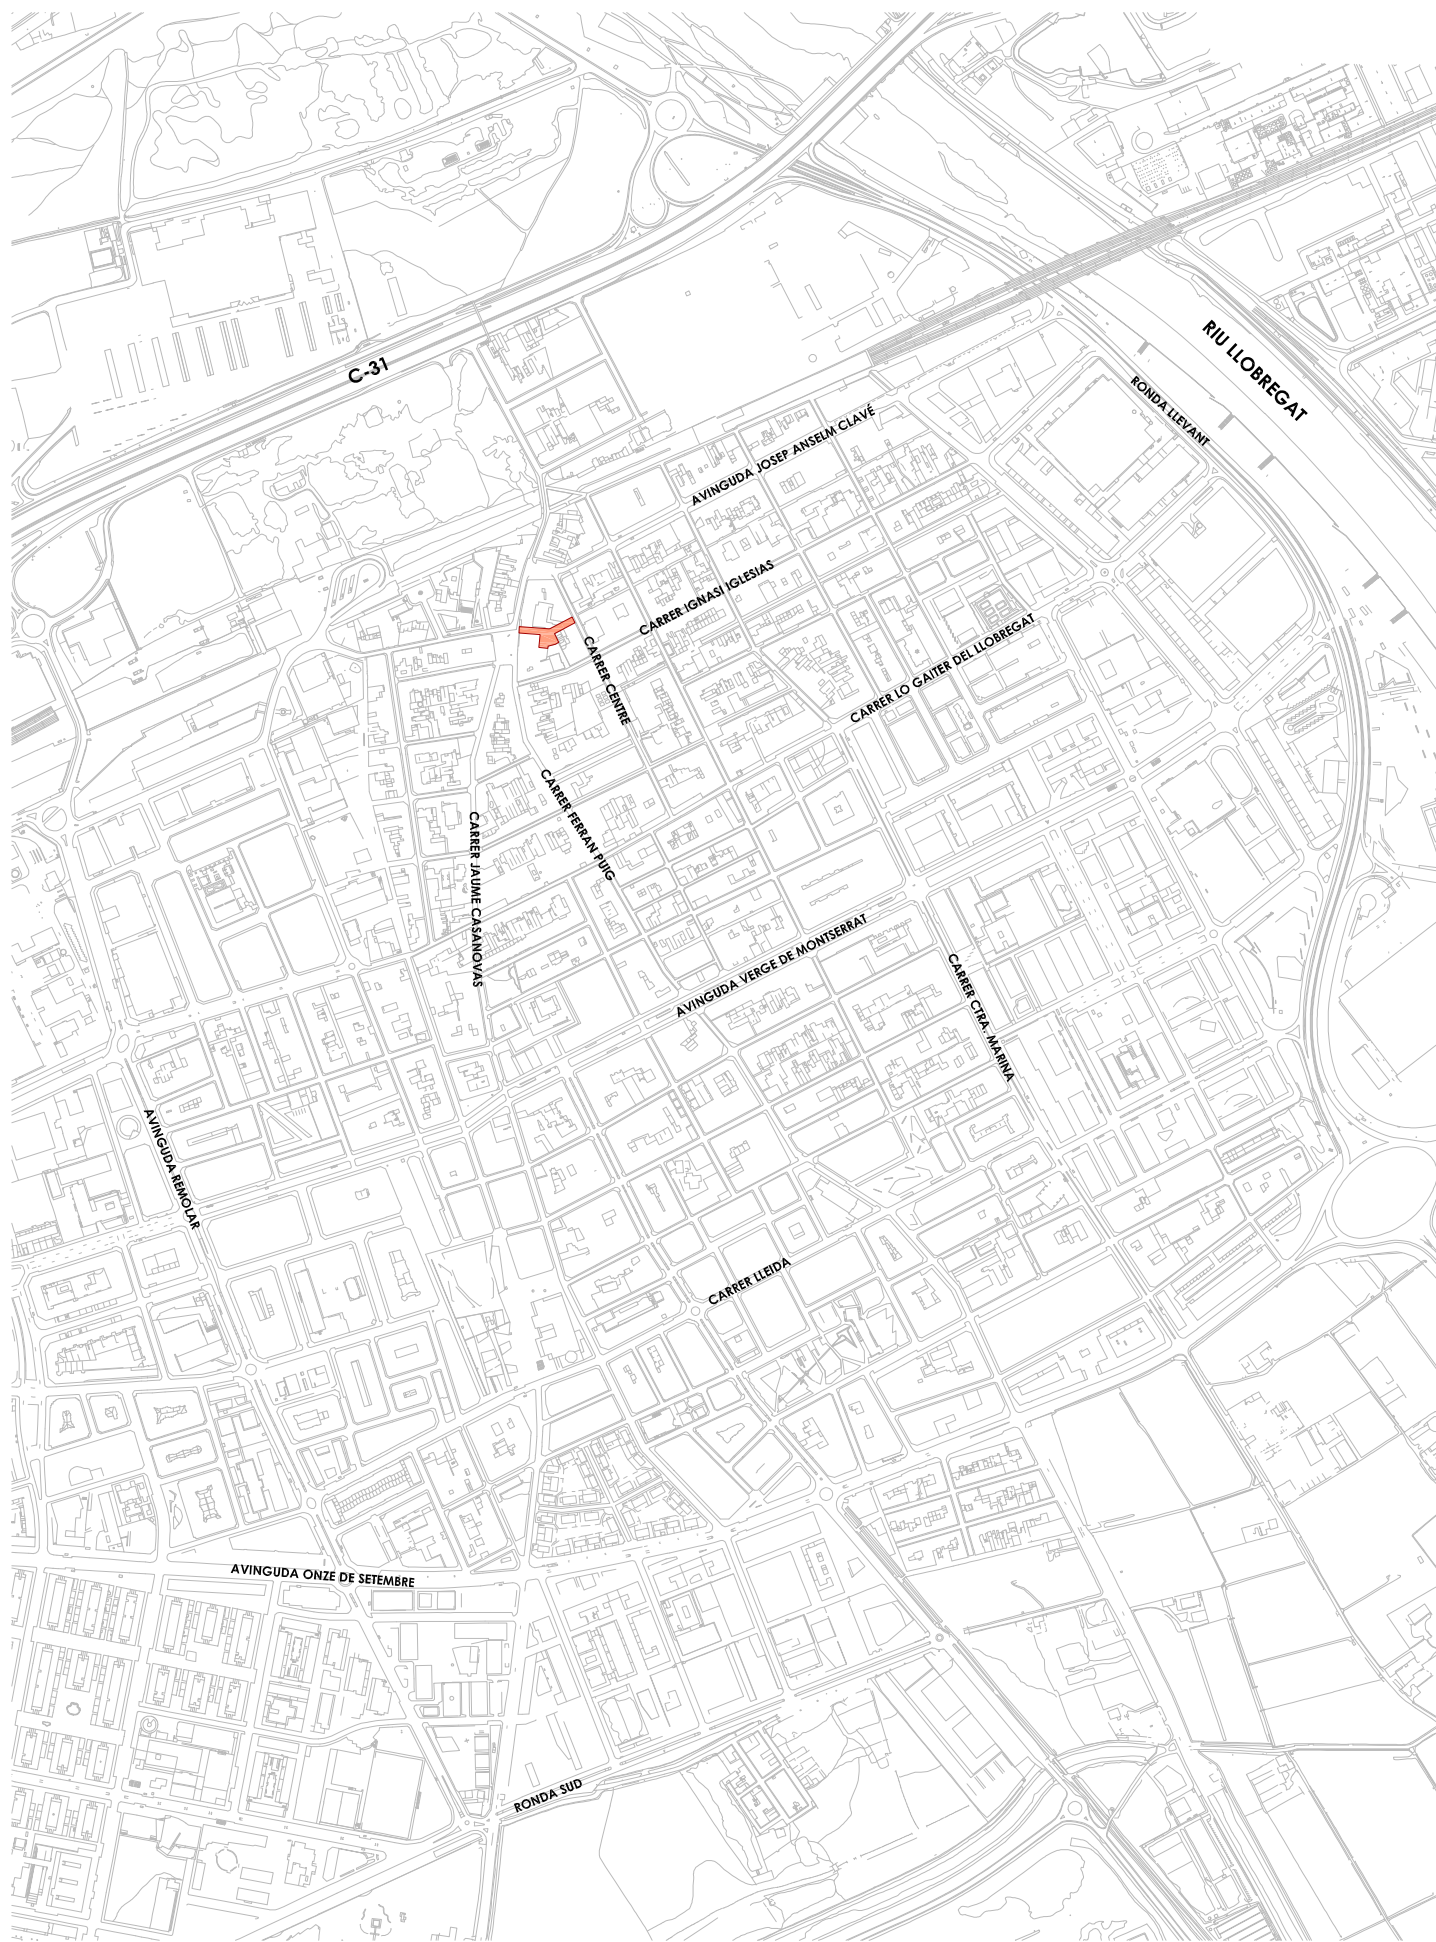 RIU LLOBREGAT
C-31
RONDA LLEVANT
AVINGUDA JOSEP ANSELM CLAVÉ
CARRER IGNASI IGLESIAS
CARRER LO GAITER DEL LLOBREGAT
CARRER CENTRE
CARRER FERRAN PUIG
CARRER JAUME CASANOVAS
AVINGUDA VERGE DE MONTSERRAT
CARRER CTRA. MARINA
AVINGUDA REMOLAR
CARRER LLEIDA
AVINGUDA ONZE DE SETEMBRE
RONDA SUD